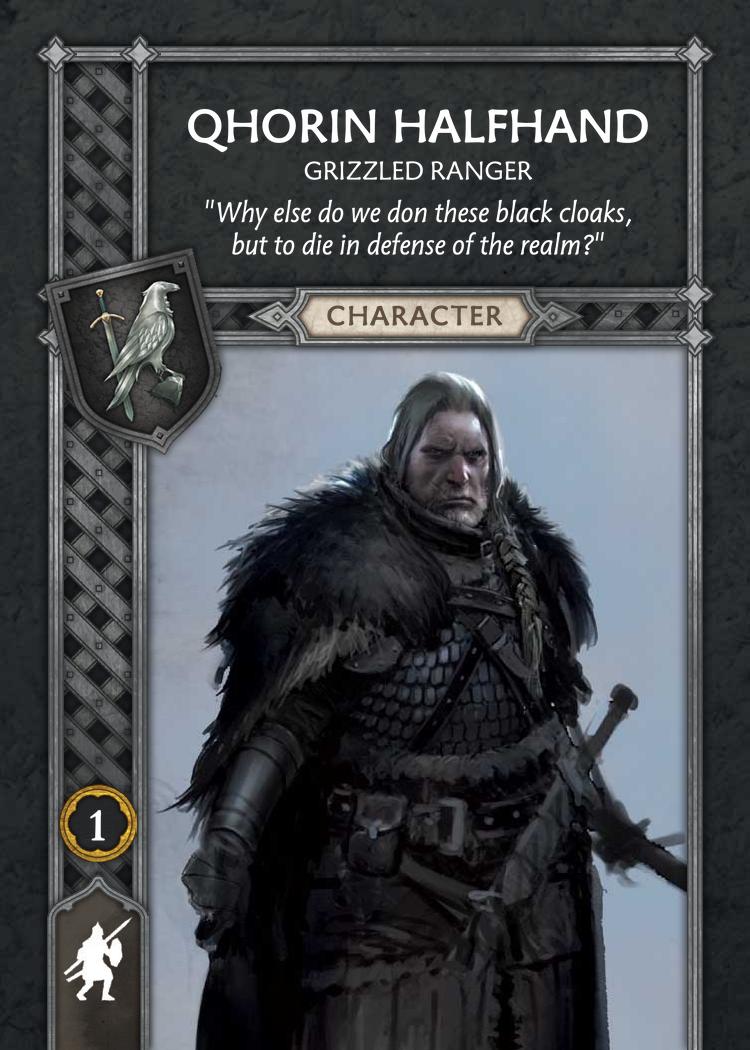 QHORIN HALFHAND
GRIZZLED RANGER
"Why else do we don these black cloaks,
but to die in defense of the realm?"
CHARACTER
1